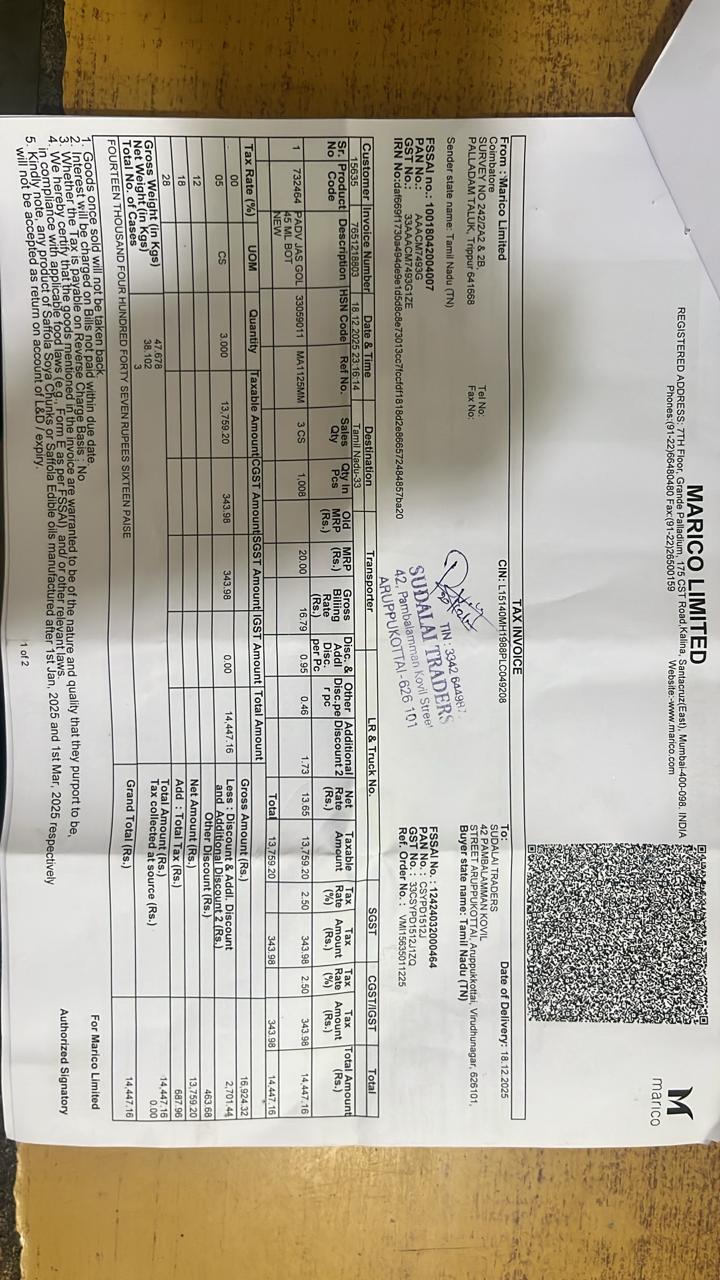 MARICO LIMITED
REGISTERED ADDRESS: 7TH Floor, Grande Palladium, 175 CST Road,Kalina, Santacruz(East), Mumbai-400-098, INDIA
Phones:(91-22)66480480 Fax:(91-22)26500159 Website:-www.marico.com
marico
TAX INVOICE
CIN: L15140MH1988PLC049208
From : Marico Limited
Coimbatore
SURVEY NO 242/2A2 & 2B,
PALLADAM TALUK, Trippur 641668
Tel No:
Fax No:
Sender state name: Tamil Nadu (TN)
FSSAI no.: 10018042004007
PAN No.: AAACM7493G
GST No.: 33AAACM7493G1ZE
TIN : 3342 644987
SUDALAI TRADERS
42, Pambalamman Kovil Street
ARUPPUKOTTAI-626 101
To: Date of Delivery: 18.12.2025
SUDALAI TRADERS
42 PAMBALAMMAN KOVIL
STREET ARUPPUKOTTAI, Aruppukkottai, Virudhunagar, 626101,
Buyer state name: Tamil Nadu (TN)
FSSAI No. : 12424032000464
PAN No. : CSYPD1512J
GST No. : 33CSYPD1512J1ZQ
Ref. Order No. : VMI15635011225
Customer Invoice Number Date & Time Destination Transporter LR & Truck No. SGST CGST/IGST Total
15635 7651218803 18.12.2025 23:16:14 Tamil Nadu-33
Sr. No Product Code Description HSN Code Ref No. Sales Qty Qty In Pcs Old MRP (Rs.) MRP (Rs.) Gross Billing Rate (Rs.) Disc. & Addl Disc. per Pc Other Disc.per pc Additional Discount 2 Net Rate (Rs.) Taxable Amount Tax Rate (%) Tax Amount (Rs.) Tax Rate (%) Tax Amount (Rs.) Total Amount (Rs.)
1 732464 PADV JAS GOL 45 ML BOT NEW 33059011 MA1125MM 3 CS 1,008 20.00 16.79 0.95 0.46 1.73 13.65 13,759.20 2.50 343.98 2.50 343.98 14,447.16
Total 13,759.20 343.98 343.98 14,447.16
Tax Rate (%) UOM Quantity Taxable Amount CGST Amount SGST Amount IGST Amount Total Amount
00
05 CS 3.000 13,759.20 343.98 343.98 0.00 14,447.16
12
18
28
Gross Amount (Rs.) 16,924.32
Less : Discount & Addl. Discount and Additional Discount 2 (Rs.) 2,701.44
Other Discount (Rs.) 463.68
Net Amount (Rs.) 13,759.20
Add : Total Tax (Rs.) 687.96
Total Amount (Rs.) 14,447.16
Tax collected at source (Rs.) 0.00
Grand Total (Rs.) 14,447.16
Gross Weight (in Kgs) 47.678
Net Weight (in Kgs) 38.102
Total No. of Cases 3
FOURTEEN THOUSAND FOUR HUNDRED FORTY SEVEN RUPEES SIXTEEN PAISE
1. Goods once sold will not be taken back
2. Interest will be charged on Bills not paid within due date
3. Whether the Tax is payable on Reverse Charge Basis : No
4. We hereby certify that the goods mentioned in the invoice are warranted to be of the nature and quality that they purport to be,
in compliance with applicable food laws (e.g., Form E as per FSSAI), and/ or other relevant laws.
5. Kindly note, any product of Saffola Soya Chunks or Saffola Edible oils manufactured after 1st Jan, 2025 and 1st Mar, 2025 respectively
will not be accepted as return on account of L&D / expiry.
For Marico Limited
Authorized Signatory
1 of 2